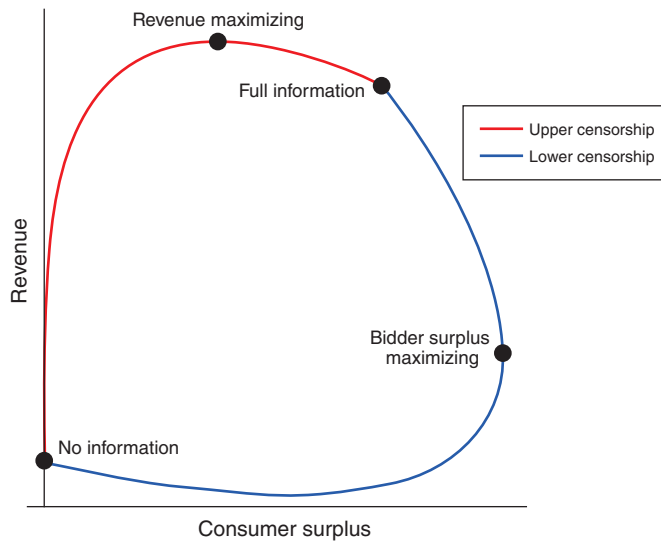 Revenue maximizing
Full information
Upper censorship
Lower censorship
Revenue
Bidder surplus
maximizing
No information
Consumer surplus